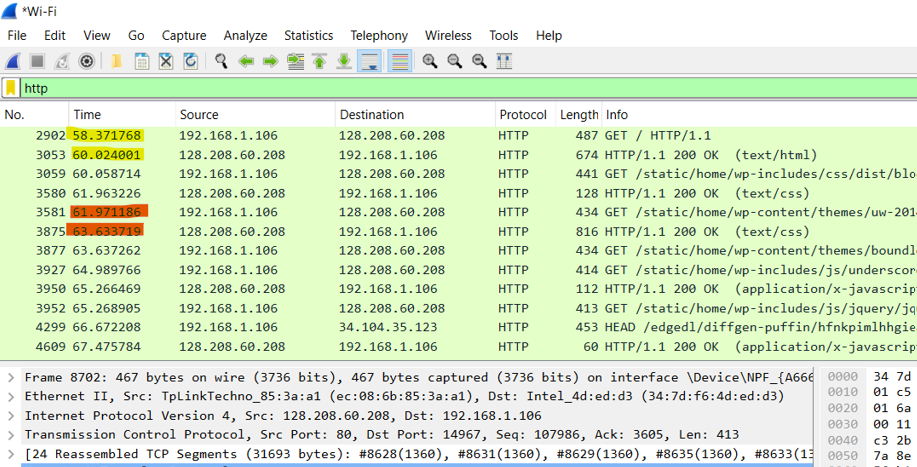 *Wi-Fi
File Edit View Go Capture Analyze Statistics Telephony Wireless Tools Help
http
No. Time Source Destination Protocol Length Info
2902 58.371768 192.168.1.106 128.208.60.208 HTTP 487 GET / HTTP/1.1
3053 60.024001 128.208.60.208 192.168.1.106 HTTP 674 HTTP/1.1 200 OK (text/html)
3059 60.058714 192.168.1.106 128.208.60.208 HTTP 441 GET /static/home/wp-includes/css/dist/blo
3580 61.963226 128.208.60.208 192.168.1.106 HTTP 128 HTTP/1.1 200 OK (text/css)
3581 61.971186 192.168.1.106 128.208.60.208 HTTP 434 GET /static/home/wp-content/themes/uw-201
3875 63.633719 128.208.60.208 192.168.1.106 HTTP 816 HTTP/1.1 200 OK (text/css)
3877 63.637262 192.168.1.106 128.208.60.208 HTTP 434 GET /static/home/wp-content/themes/boundl
3927 64.989766 192.168.1.106 128.208.60.208 HTTP 414 GET /static/home/wp-includes/js/underscor
3950 65.266469 128.208.60.208 192.168.1.106 HTTP 112 HTTP/1.1 200 OK (application/x-javascrip
3952 65.268905 192.168.1.106 128.208.60.208 HTTP 413 GET /static/home/wp-includes/js/jquery/jq
4299 66.672208 192.168.1.106 34.104.35.123 HTTP 453 HEAD /edgedl/diffgen-puffin/hfnkpimlhhgie
4609 67.475784 128.208.60.208 192.168.1.106 HTTP 60 HTTP/1.1 200 OK (application/x-javascrip
Frame 8702: 467 bytes on wire (3736 bits), 467 bytes captured (3736 bits) on interface \Device\NPF_{A666 0000 34 7d
Ethernet II, Src: TpLinkTechno_85:3a:a1 (ec:08:6b:85:3a:a1), Dst: Intel_4d:ed:d3 (34:7d:f6:4d:ed:d3) 0010 01 c5
Internet Protocol Version 4, Src: 128.208.60.208, Dst: 192.168.1.106 0020 01 6a
Transmission Control Protocol, Src Port: 80, Dst Port: 14967, Seq: 107986, Ack: 3605, Len: 413 0030 00 11
[24 Reassembled TCP Segments (31693 bytes): #8628(1360), #8631(1360), #8629(1360), #8635(1360), #8633(13 0040 c3 2b
0050 7a 8e